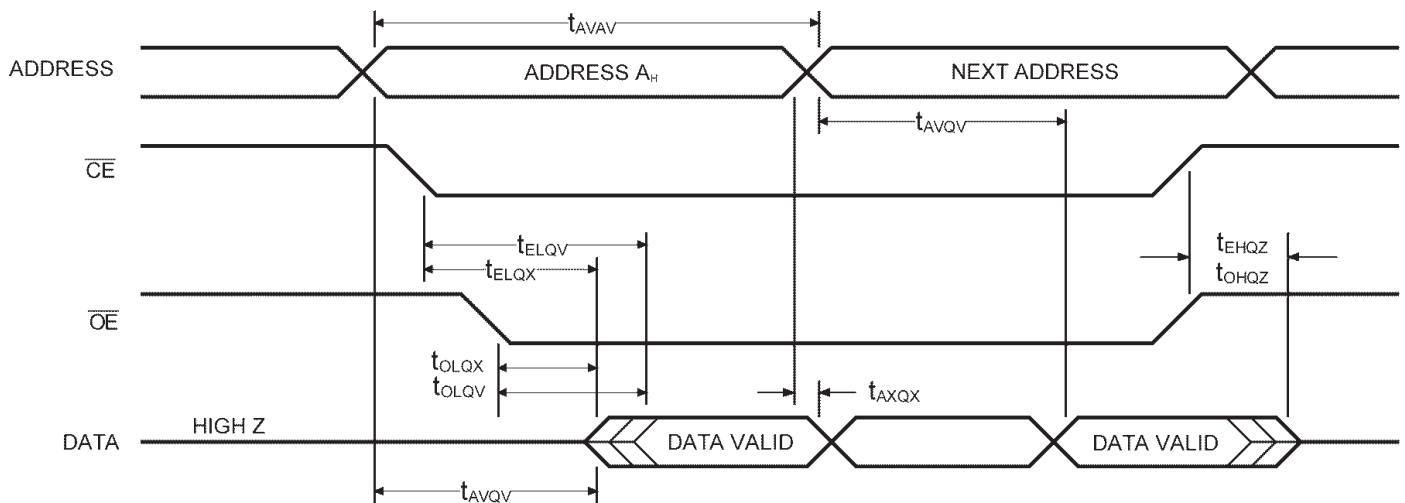 tAVAV
ADDRESS
ADDRESS AH
NEXT ADDRESS
tAVQV
CE
tELQV
tELQX
tEHQZ
tOHQZ
OE
tOLQX
tOLQV
tAXQX
HIGH Z
DATA
DATA VALID
DATA VALID
tAVQV